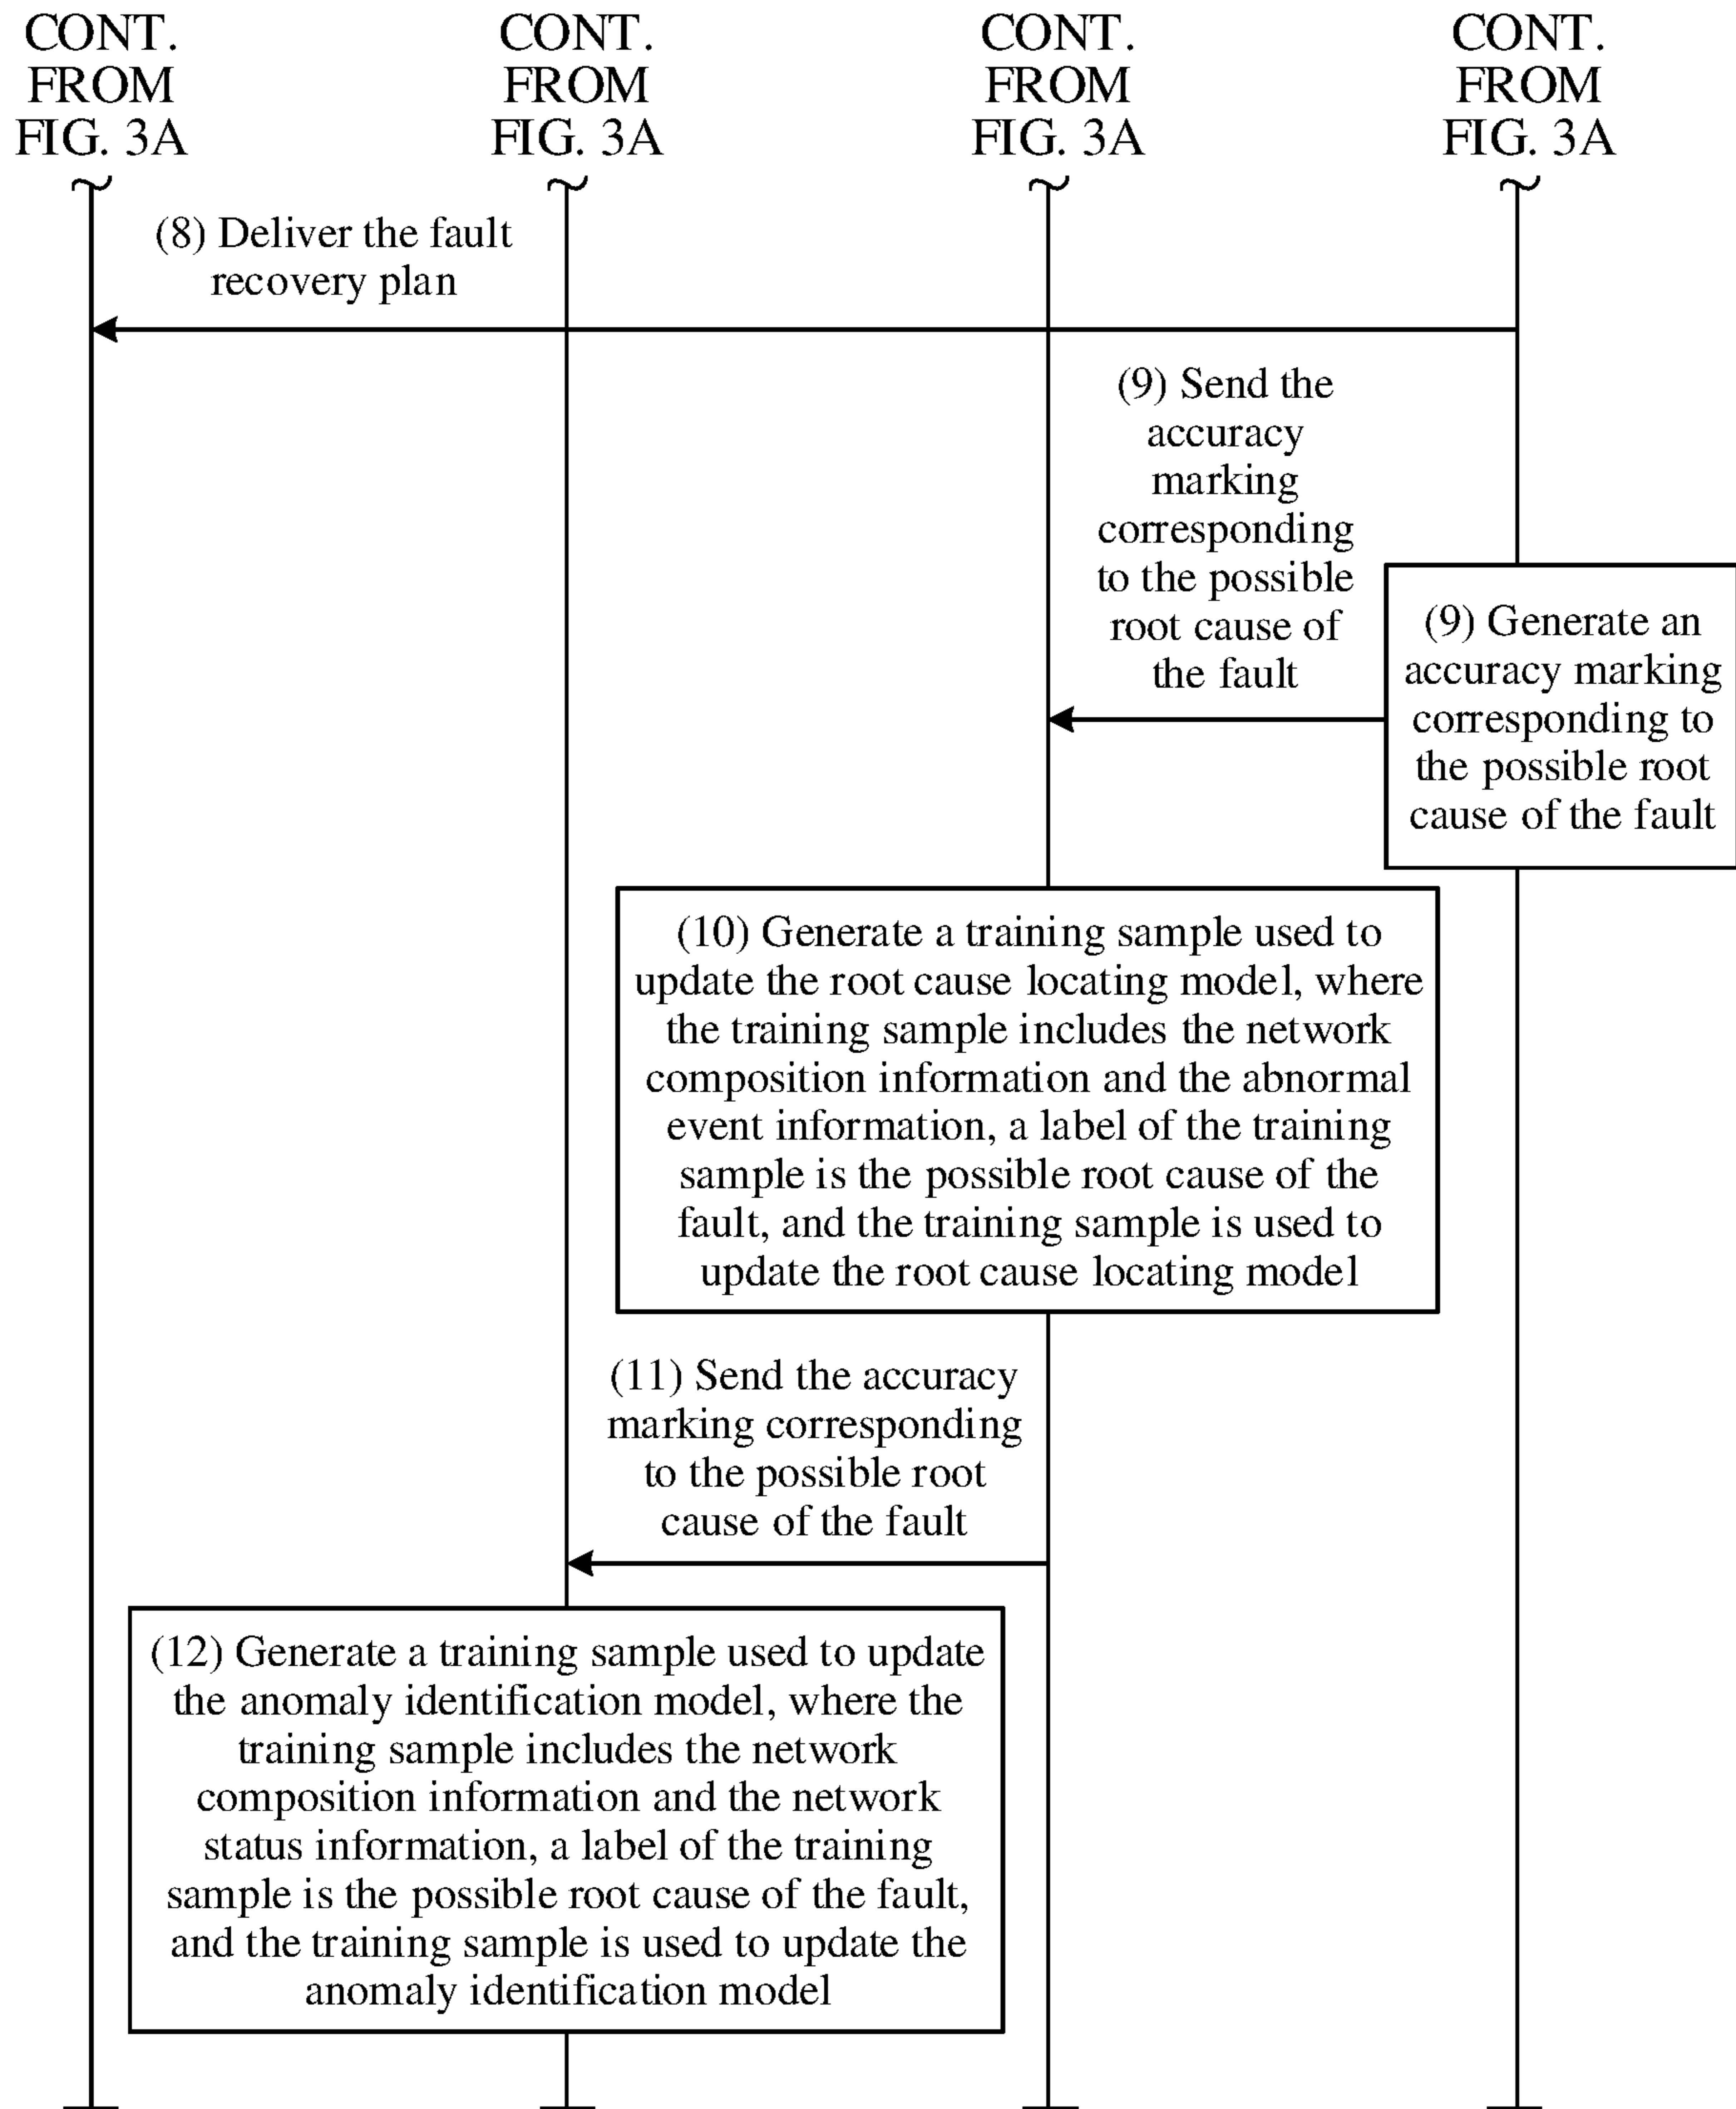 CONT.
FROM
FIG. 3A
CONT.
FROM
FIG. 3A
CONT.
FROM
FIG. 3A
CONT.
FROM
FIG. 3A
(8) Deliver the fault
recovery plan
(9) Send the
accuracy
marking
corresponding
to the possible
root cause of
the fault
(9) Generate an
accuracy marking
corresponding to
the possible root
cause of the fault
(10) Generate a training sample used to
update the root cause locating model, where
the training sample includes the network
composition information and the abnormal
event information, a label of the training
sample is the possible root cause of the
fault, and the training sample is used to
update the root cause locating model
(11) Send the accuracy
marking corresponding
to the possible root
cause of the fault
(12) Generate a training sample used to update
the anomaly identification model, where the
training sample includes the network
composition information and the network
status information, a label of the training
sample is the possible root cause of the fault,
and the training sample is used to update the
anomaly identification model